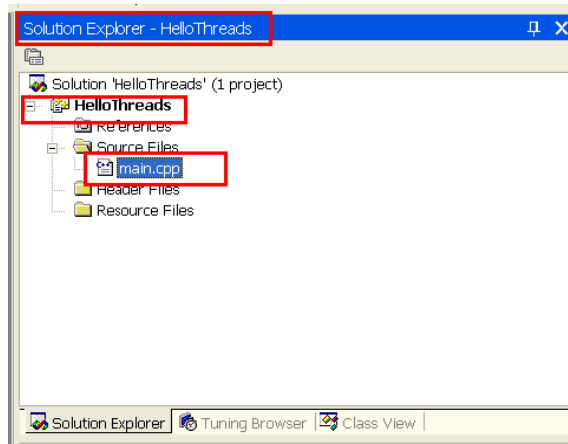 Solution Explorer - HelloThreads
Solution 'HelloThreads' (1 project)
HelloThreads
References
Source Files
main.cpp
Header Files
Resource Files
Solution Explorer Tuning Browser Class View